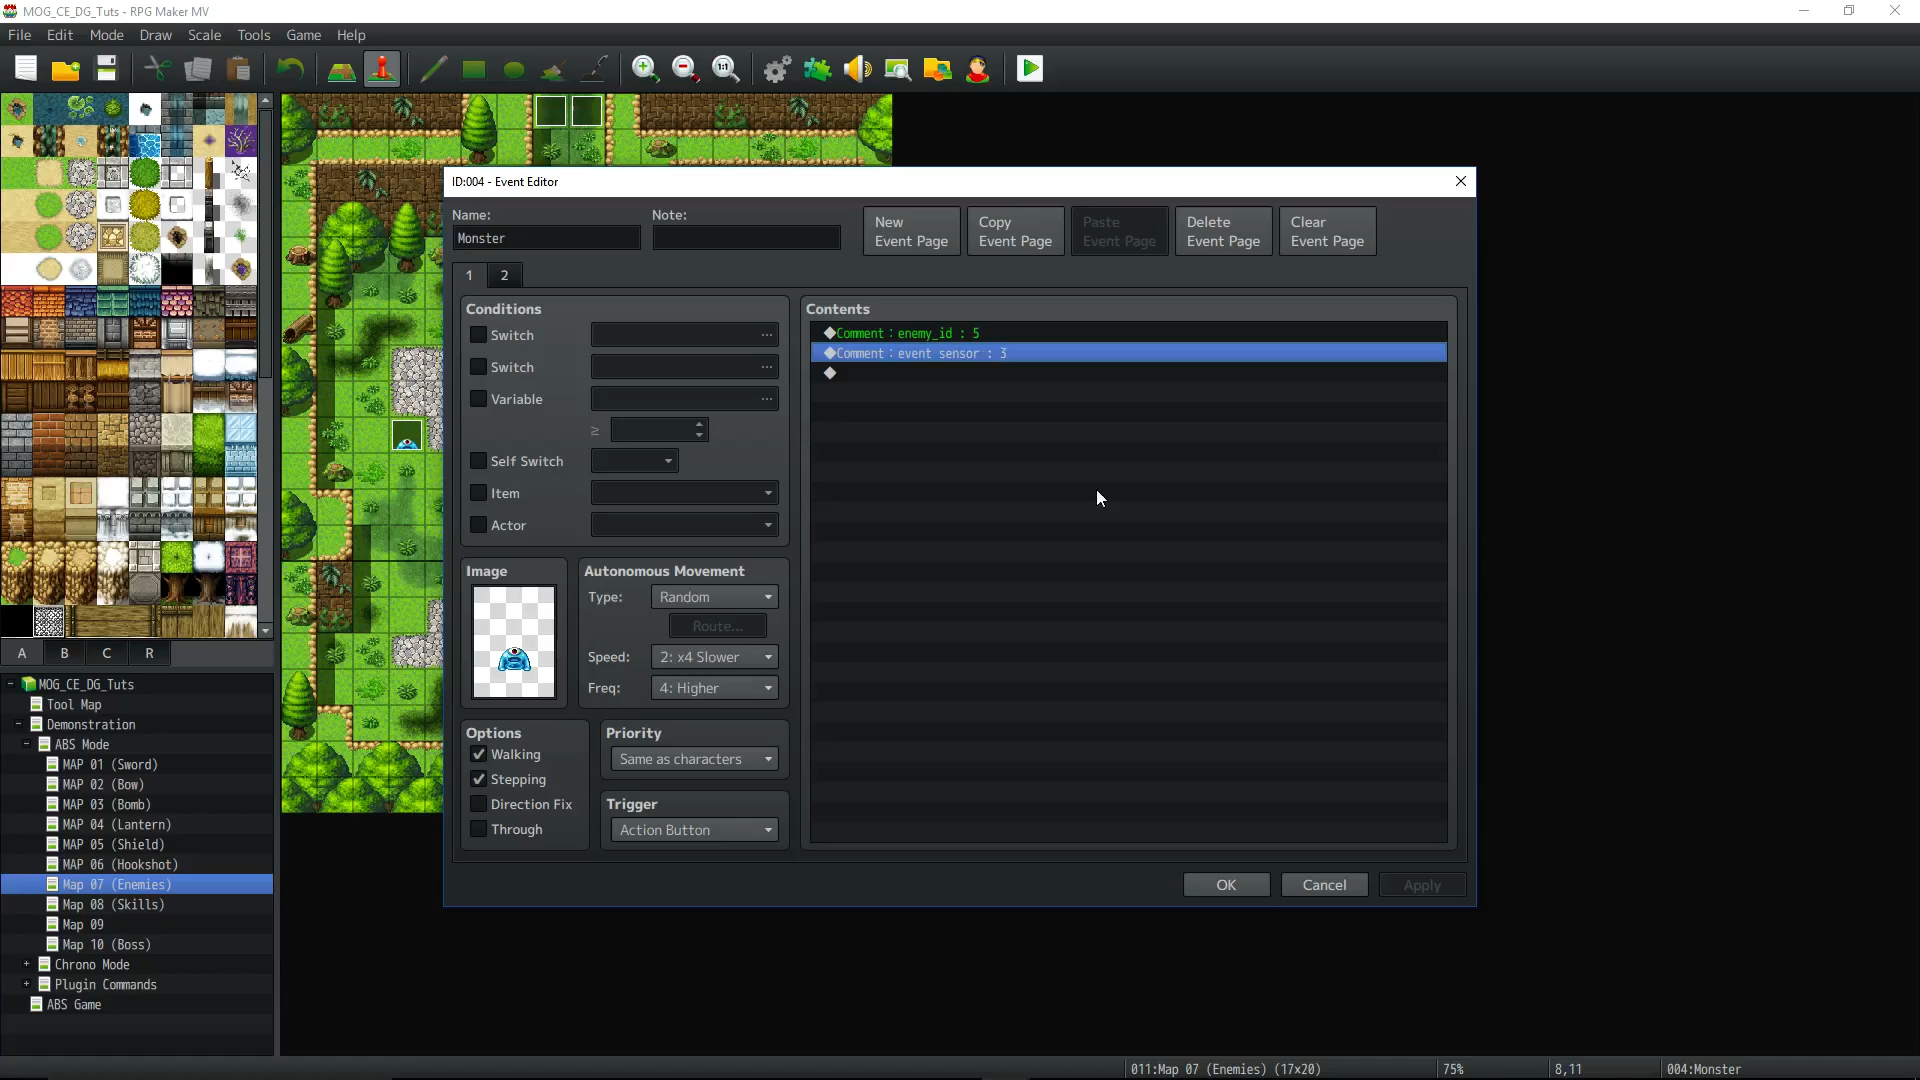 MOG_CE_DG_Tuts - RPG Maker MV
File Edit Mode Draw Scale Tools Game Help
1:1
ID:004 - Event Editor
Name:
Monster
Note:
New
Event Page
Copy
Event Page
Paste
Event Page
Delete
Event Page
Clear
Event Page
1 2
Conditions
Switch ...
Switch ...
Variable ...
≥
Self Switch
Item
Actor
Image
Autonomous Movement
Type: Random
Route...
Speed: 2: x4 Slower
Freq: 4: Higher
Options
Walking
Stepping
Direction Fix
Through
Priority
Same as characters
Trigger
Action Button
Contents
◆Comment：enemy_id : 5
◆Comment：event sensor : 3
◆
OK Cancel Apply
A B C R
MOG_CE_DG_Tuts
Tool Map
Demonstration
ABS Mode
MAP 01 (Sword)
MAP 02 (Bow)
MAP 03 (Bomb)
MAP 04 (Lantern)
MAP 05 (Shield)
MAP 06 (Hookshot)
Map 07 (Enemies)
Map 08 (Skills)
Map 09
Map 10 (Boss)
Chrono Mode
Plugin Commands
ABS Game
011:Map 07 (Enemies) (17x20) 75% 8,11 004:Monster